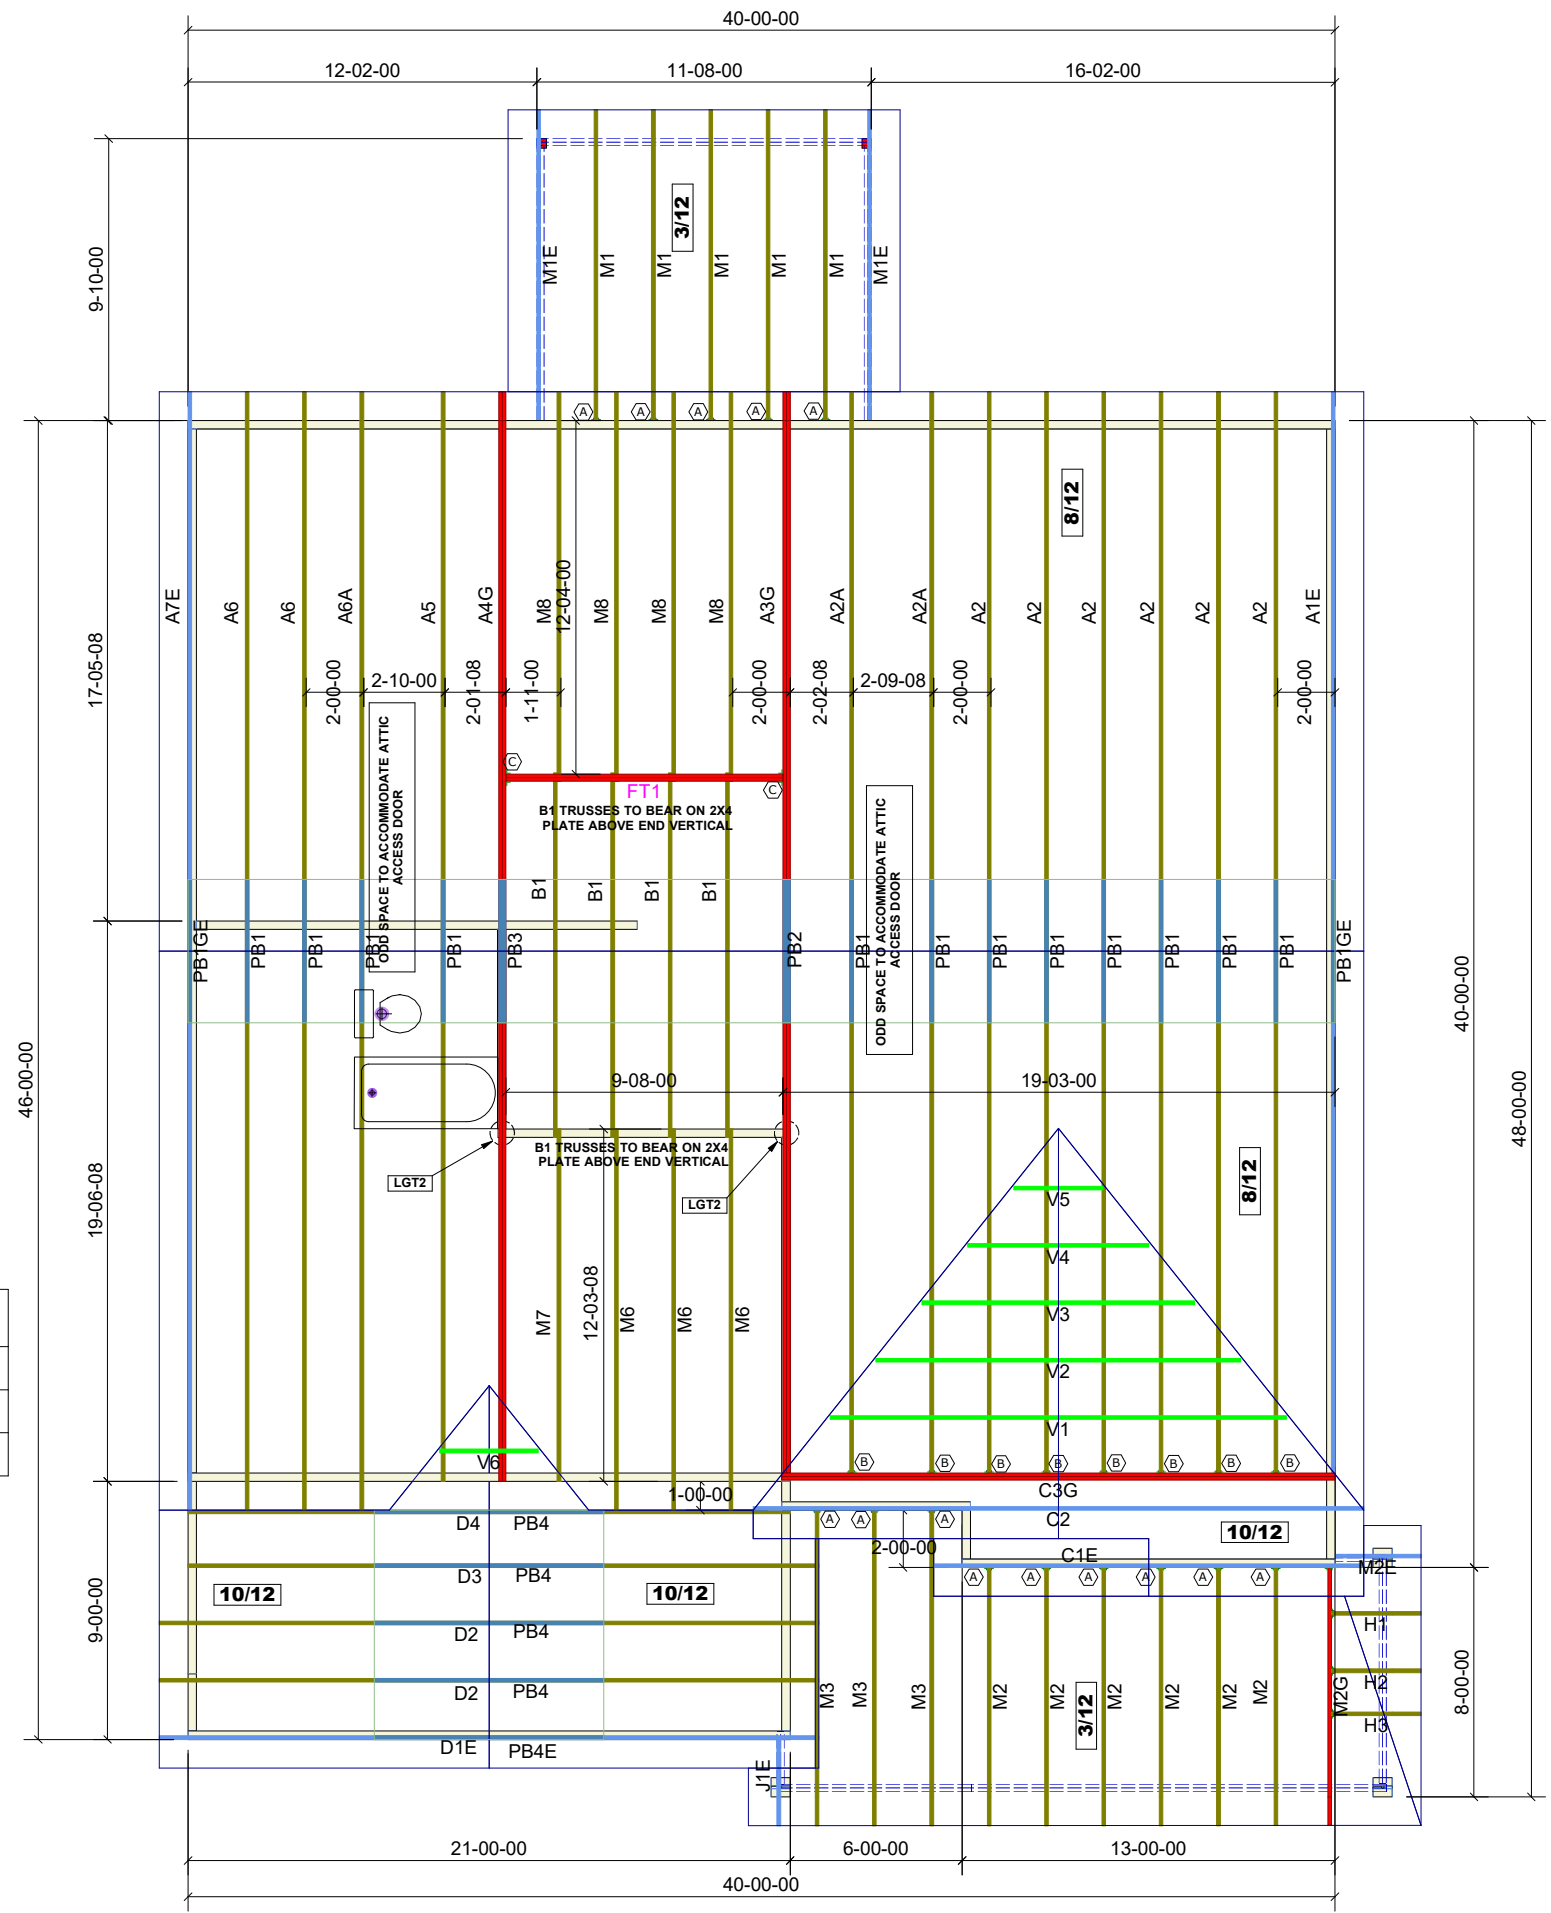 40-00-00
12-02-00
11-08-00
16-02-00
9-10-00
3/12
M1E
M1
M1
M1
M1
M1
M1E
A
A
A
A
A
8/12
12-04-00
A7E
A6
A6
A6A
A5
A4G
M8
M8
M8
M8
A3G
A2A
A2A
A2
A2
A2
A2
A2
A2
A1E
17-05-08
2-00-00
2-10-00
2-01-08
1-11-00
2-00-00
2-02-08
2-09-08
2-00-00
2-00-00
C
FT1
C
B1 TRUSSES TO BEAR ON 2X4
PLATE ABOVE END VERTICAL
ODD SPACE TO ACCOMMODATE ATTIC
ACCESS DOOR
ODD SPACE TO ACCOMMODATE ATTIC
ACCESS DOOR
B1
B1
B1
B1
PB1GE
PB1
PB1
PB1
PB1
PB3
PB2
PB1
PB1
PB1
PB1
PB1
PB1
PB1
PB1
PB1GE
40-00-00
46-00-00
48-00-00
9-08-00
19-03-00
B1 TRUSSES TO BEAR ON 2X4
PLATE ABOVE END VERTICAL
LGT2
LGT2
8/12
19-06-08
V5
V4
V3
V2
V1
M7
12-03-08
M6
M6
M6
V6
B
B
B
B
B
B
B
B
1-00-00
C3G
C2
10/12
D4
PB4
A
A
A
2-00-00
C1E
M2E
D3
PB4
A
A
A
A
A
A
10/12
10/12
9-00-00
H1
D2
PB4
H2
D2
PB4
H3
M3
M3
M3
M2
M2
3/12
M2
M2
M2
M2
M2G
8-00-00
D1E
PB4E
J1E
21-00-00
6-00-00
13-00-00
40-00-00